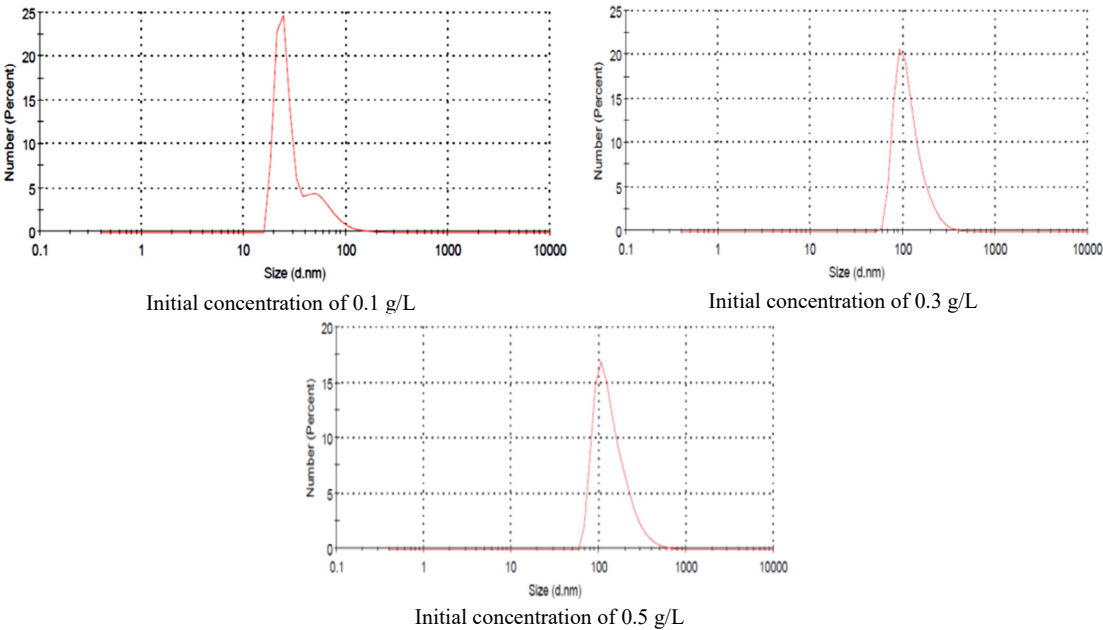 25
20
15
10
5
0
Number (Percent)
0.1 1 10 100 1000 10000
Size (d.nm)
Initial concentration of 0.1 g/L
25
20
15
10
5
0
Number (Percent)
0.1 1 10 100 1000 10000
Size (d.nm)
Initial concentration of 0.3 g/L
20
15
10
5
0
Number (Percent)
0.1 1 10 100 1000 10000
Size (d.nm)
Initial concentration of 0.5 g/L